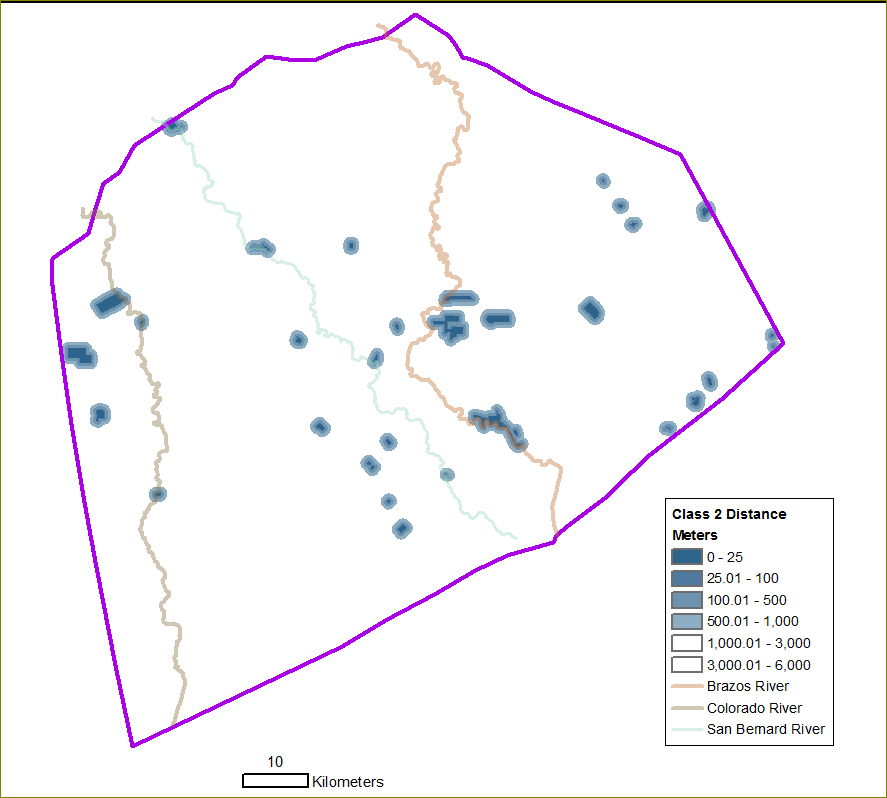 Class 2 Distance
Meters
0 - 25
25.01 - 100
100.01 - 500
500.01 - 1,000
1,000.01 - 3,000
3,000.01 - 6,000
Brazos River
Colorado River
San Bernard River
10
Kilometers